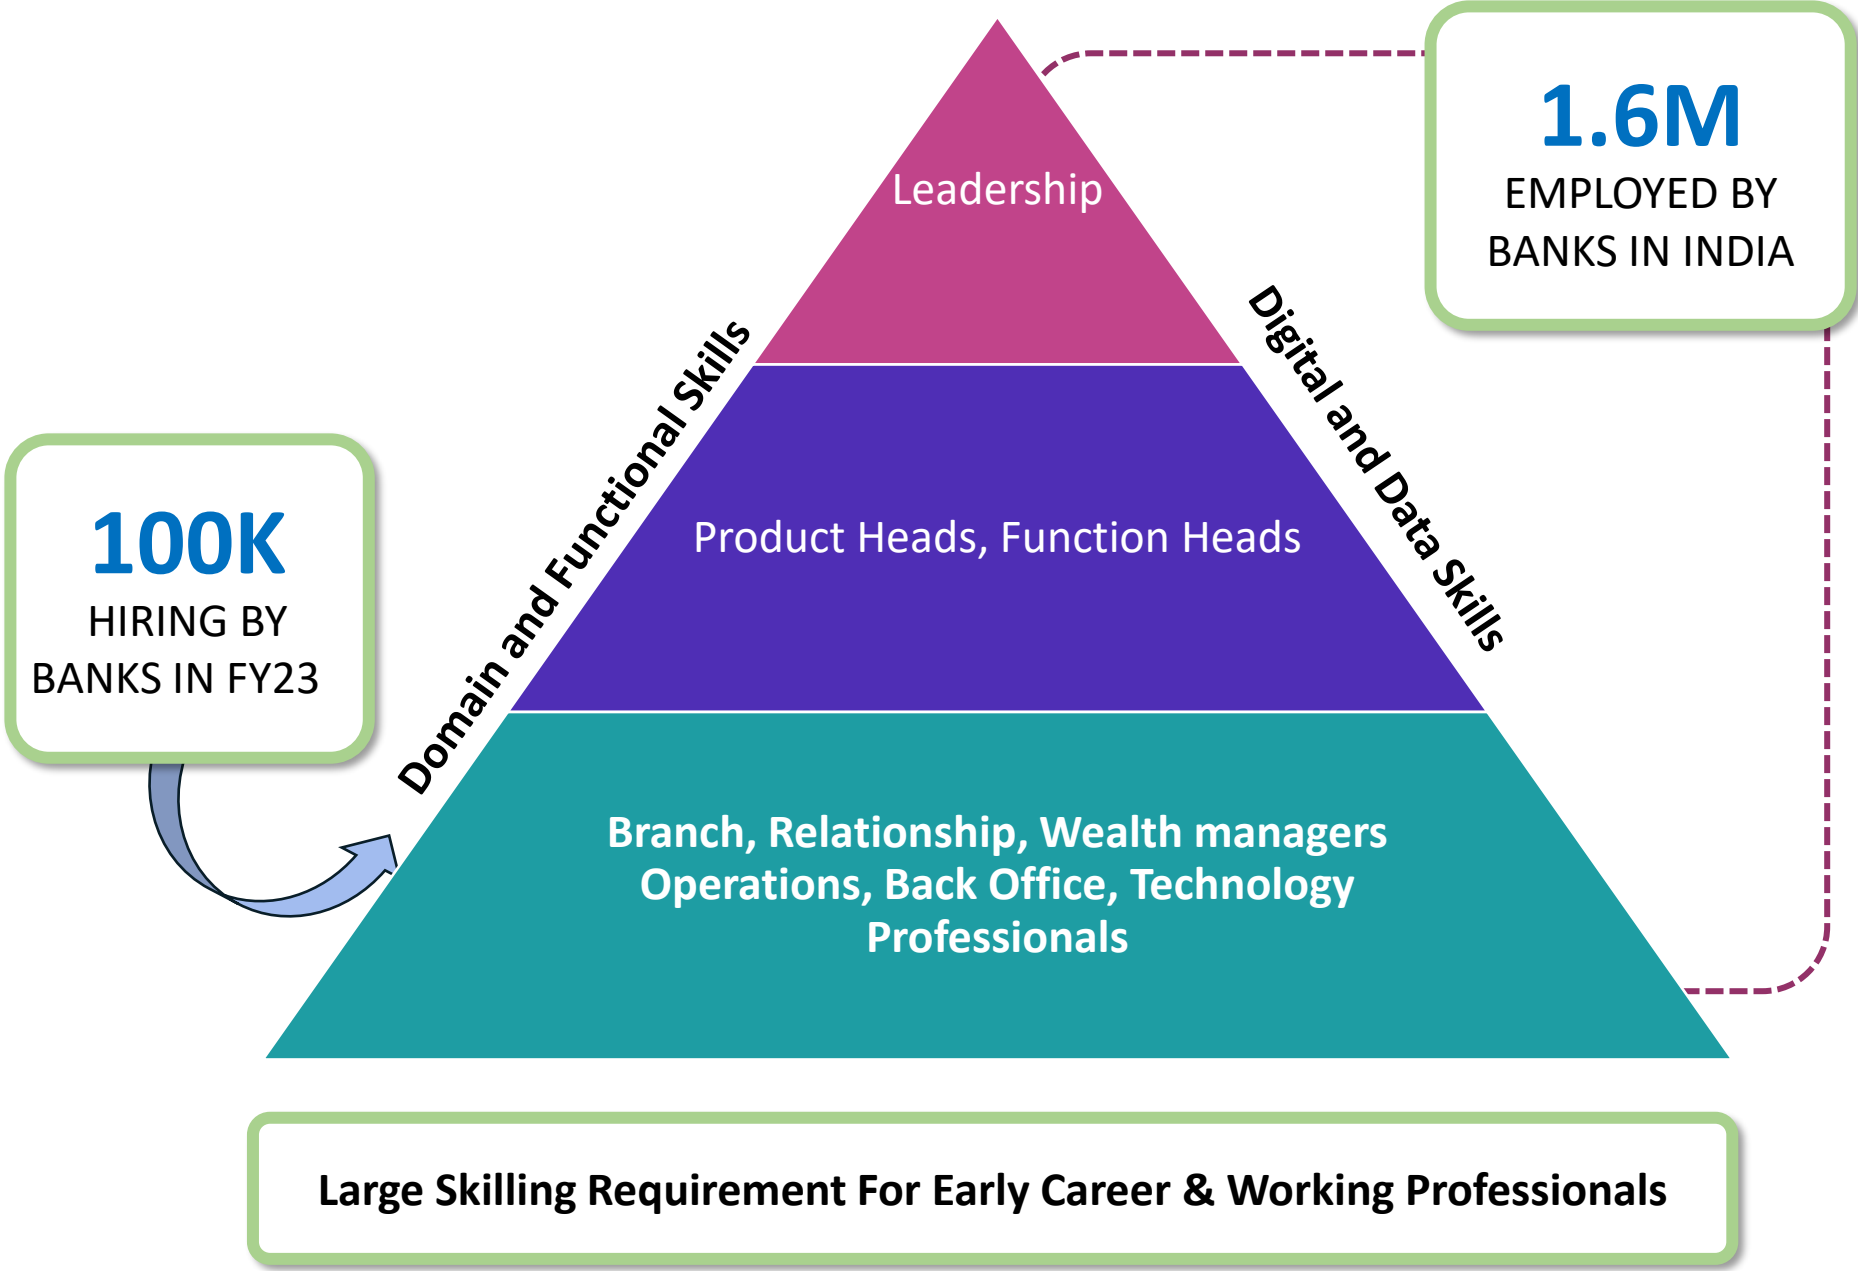 Leadership
1.6M
EMPLOYED BY
BANKS IN INDIA
Domain and Functional Skills
Digital and Data Skills
Product Heads, Function Heads
100K
HIRING BY
BANKS IN FY23
Branch, Relationship, Wealth managers
Operations, Back Office, Technology
Professionals
Large Skilling Requirement For Early Career & Working Professionals